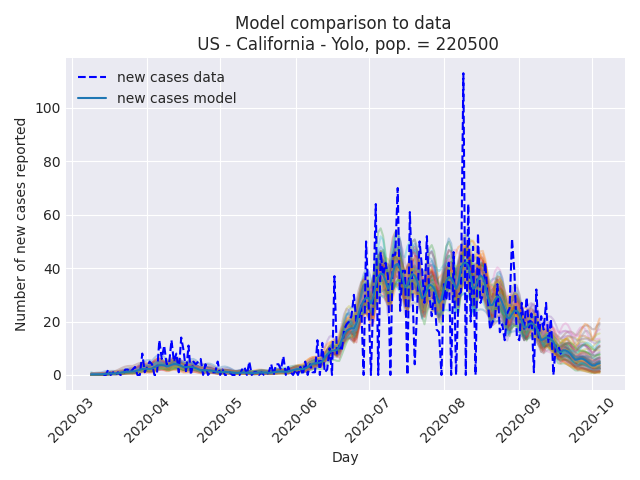 Model comparison to data
US - California - Yolo, pop. = 220500
new cases data
new cases model
Number of new cases reported
100
80
60
40
20
0
2020-03
2020-04
2020-05
2020-06
2020-07
2020-08
2020-09
2020-10
Day